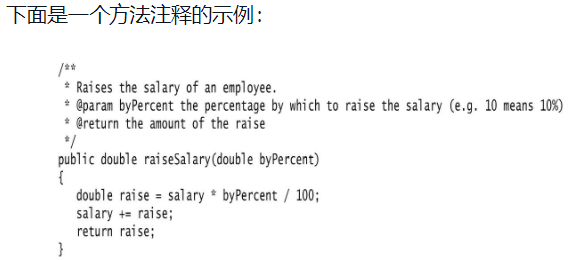 下面是一个方法注释的示例：
/**
 * Raises the salary of an employee.
 * @param byPercent the percentage by which to raise the salary (e.g. 10 means 10%)
 * @return the amount of the raise
 */
public double raiseSalary(double byPercent)
{
   double raise = salary * byPercent / 100;
   salary += raise;
   return raise;
}